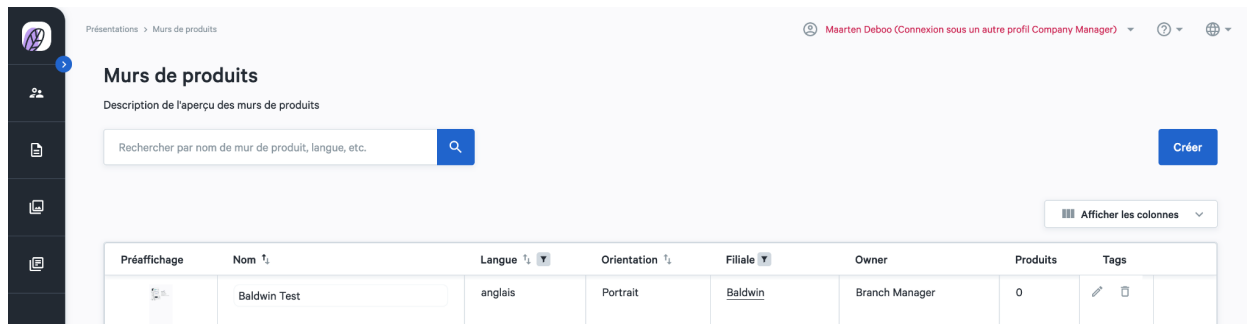 Présentations > Murs de produits
Maarten Deboo (Connexion sous un autre profil Company Manager)
Murs de produits
Description de l'aperçu des murs de produits
Rechercher par nom de mur de produit, langue, etc.
Créer
Afficher les colonnes
Préaffichage Nom Langue Orientation Filiale Owner Produits Tags
Baldwin Test anglais Portrait Baldwin Branch Manager 0